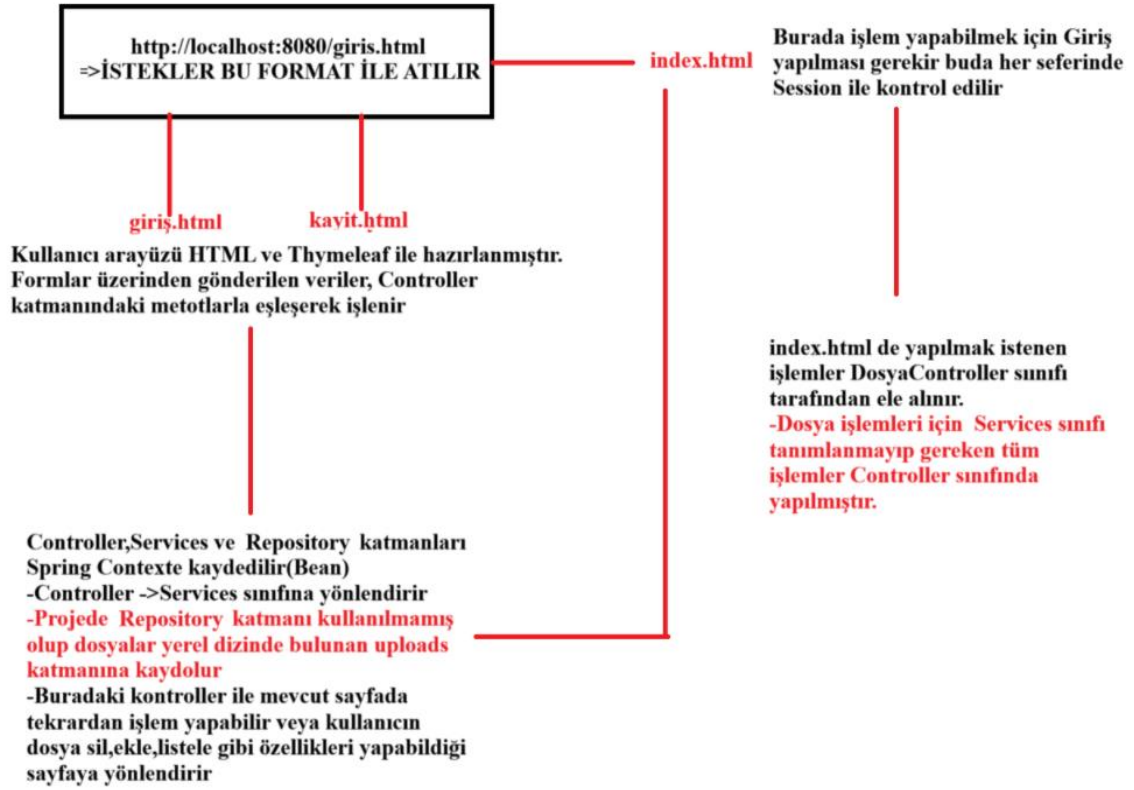 http://localhost:8080/giris.html
=>İSTEKLER BU FORMAT İLE ATILIR
index.html
Burada işlem yapabilmek için Giriş
yapılması gerekir buda her seferinde
Session ile kontrol edilir
giriş.html
kayit.html
Kullanıcı arayüzü HTML ve Thymeleaf ile hazırlanmıştır.
Formlar üzerinden gönderilen veriler, Controller
katmanındaki metotlarla eşleşerek işlenir
index.html de yapılmak istenen
işlemler DosyaController sıınıfı
tarafından ele alınır.
-Dosya işlemleri için Services sınıfı
tanımlanmayıp gereken tüm
işlemler Controller sınıfında
yapılmıştır.
Controller,Services ve Repository katmanları
Spring Contexte kaydedilir(Bean)
-Controller ->Services sınıfına yönlendirir
-Projede Repository katmanı kullanılmamış
olup dosyalar yerel dizinde bulunan uploads
katmanına kaydolur
-Buradaki kontroller ile mevcut sayfada
tekrardan işlem yapabilir veya kullanıcın
dosya sil,ekle,listele gibi özellikleri yapabildiği
sayfaya yönlendirir